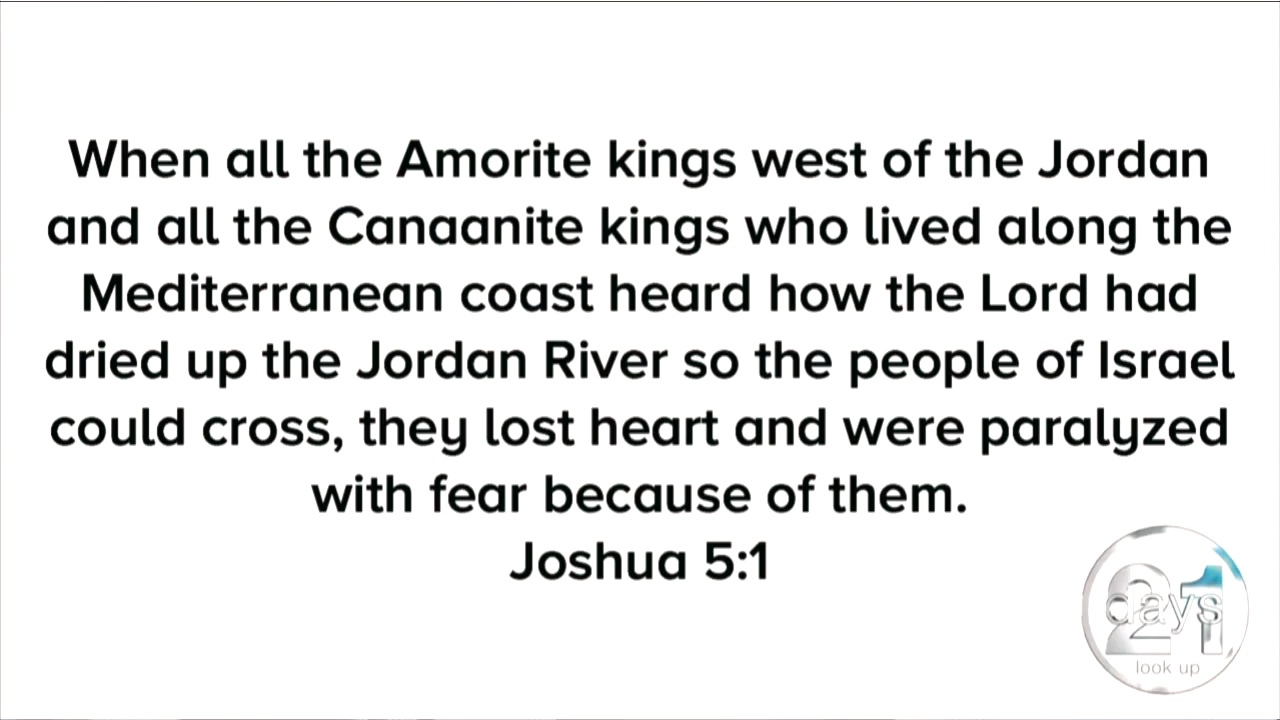 When all the Amorite kings west of the Jordan
and all the Canaanite kings who lived along the
Mediterranean coast heard how the Lord had
dried up the Jordan River so the people of Israel
could cross, they lost heart and were paralyzed
with fear because of them.
Joshua 5:1
21
days
look up